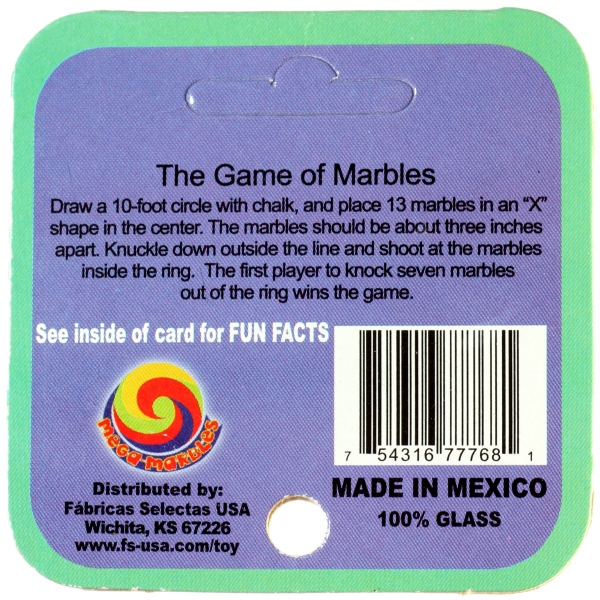 The Game of Marbles
Draw a 10-foot circle with chalk, and place 13 marbles in an “X”
shape in the center. The marbles should be about three inches
apart. Knuckle down outside the line and shoot at the marbles
inside the ring. The first player to knock seven marbles
out of the ring wins the game.
See inside of card for FUN FACTS
mega-marbles
7 54316 77768 1
Distributed by:
Fábricas Selectas USA
Wichita, KS 67226
www.fs-usa.com/toy
MADE IN MEXICO
100% GLASS